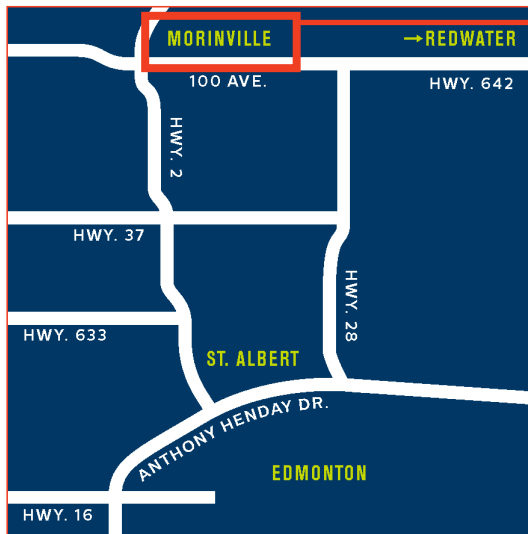 MORINVILLE
→REDWATER
100 AVE.
HWY. 642
HWY. 2
HWY. 37
HWY. 28
HWY. 633
ST. ALBERT
ANTHONY HENDAY DR.
EDMONTON
HWY. 16